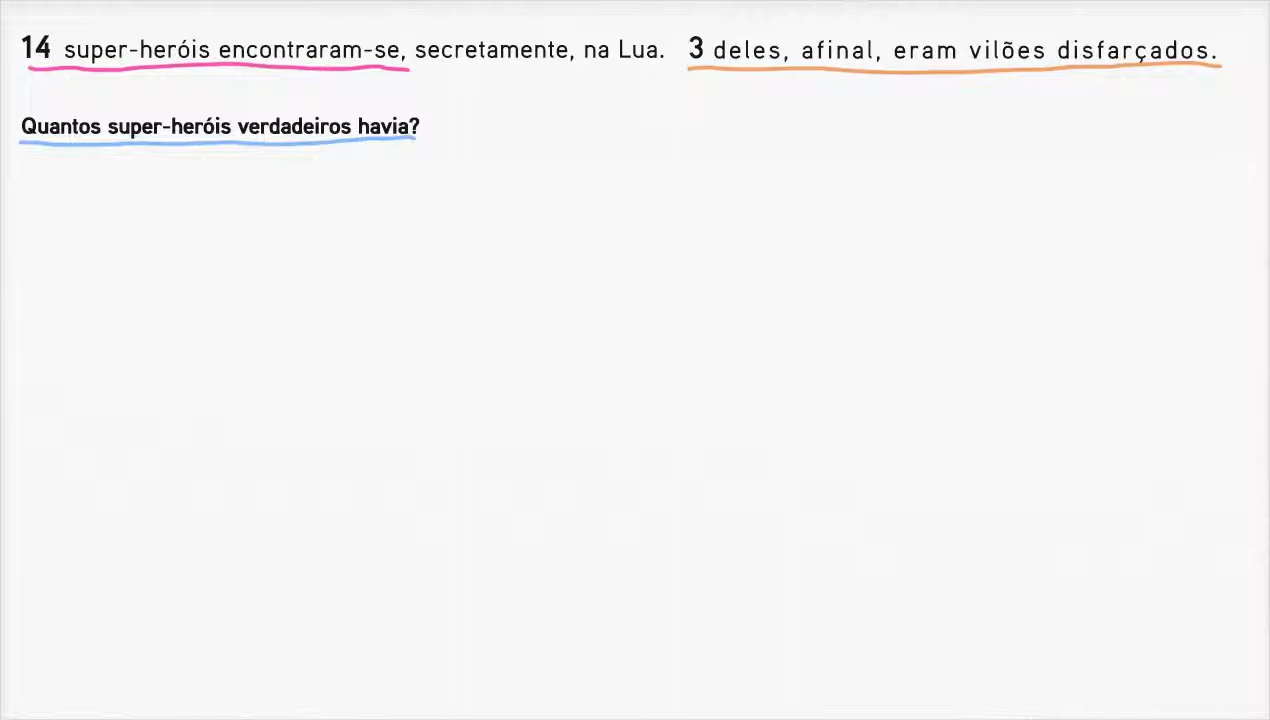 14 super-heróis encontraram-se, secretamente, na Lua. 3 deles, afinal, eram vilões disfarçados.
Quantos super-heróis verdadeiros havia?